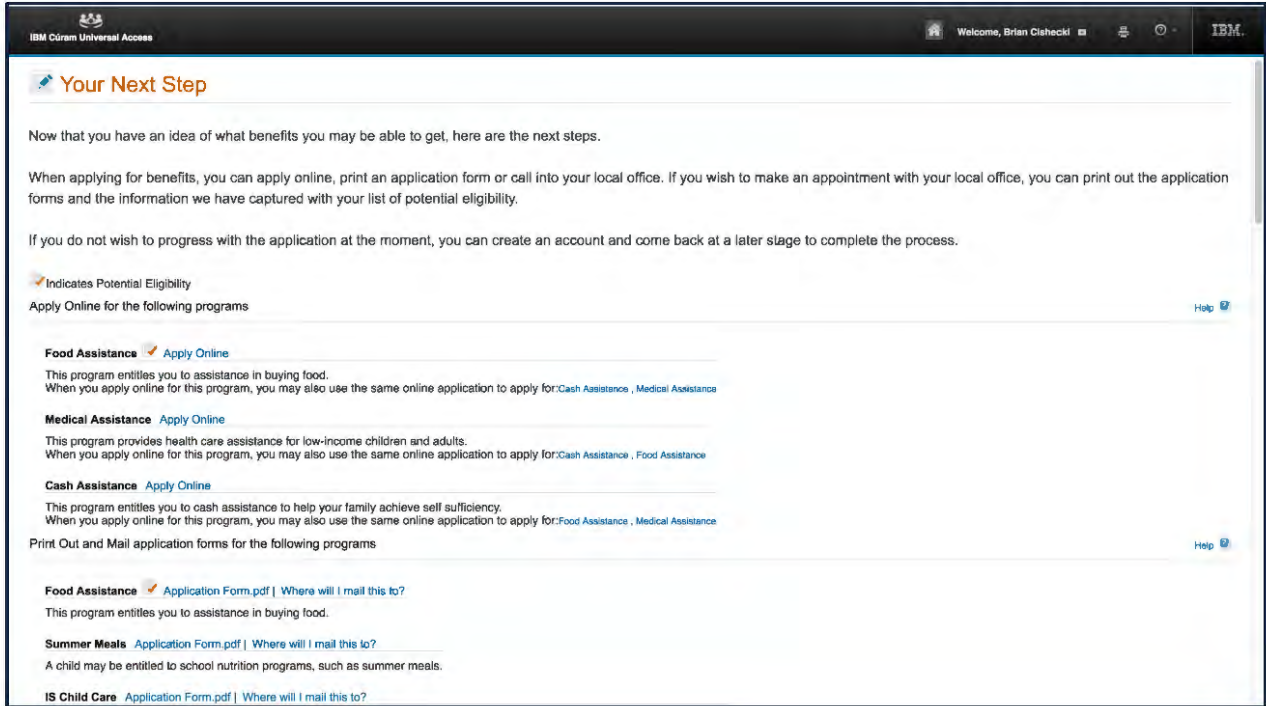 IBM Cúram Universal Access
Welcome, Brian Cishecki
IBM.
Your Next Step
Now that you have an idea of what benefits you may be able to get, here are the next steps.
When applying for benefits, you can apply online, print an application form or call into your local office. If you wish to make an appointment with your local office, you can print out the application
forms and the information we have captured with your list of potential eligibility.
If you do not wish to progress with the application at the moment, you can create an account and come back at a later stage to complete the process.
Indicates Potential Eligibility
Apply Online for the following programs
Help ?
Food Assistance Apply Online
This program entitles you to assistance in buying food.
When you apply online for this program, you may also use the same online application to apply for:Cash Assistance , Medical Assistance
Medical Assistance Apply Online
This program provides health care assistance for low-income children and adults.
When you apply online for this program, you may also use the same online application to apply for:Cash Assistance , Food Assistance
Cash Assistance Apply Online
This program entitles you to cash assistance to help your family achieve self sufficiency.
When you apply online for this program, you may also use the same online application to apply for:Food Assistance , Medical Assistance
Print Out and Mail application forms for the following programs
Help ?
Food Assistance Application Form.pdf | Where will I mail this to?
This program entitles you to assistance in buying food.
Summer Meals Application Form.pdf | Where will I mail this to?
A child may be entitled to school nutrition programs, such as summer meals.
IS Child Care Application Form.pdf | Where will I mail this to?